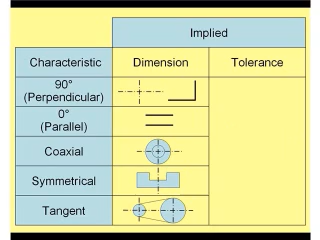 Implied
Characteristic Dimension Tolerance
90°
(Perpendicular)
0°
(Parallel)
Coaxial
Symmetrical
Tangent